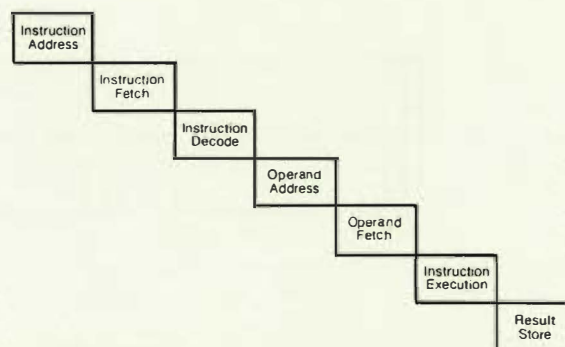 Instruction
Address
Instruction
Fetch
Instruction
Decode
Operand
Address
Operand
Fetch
Instruction
Execution
Result
Store